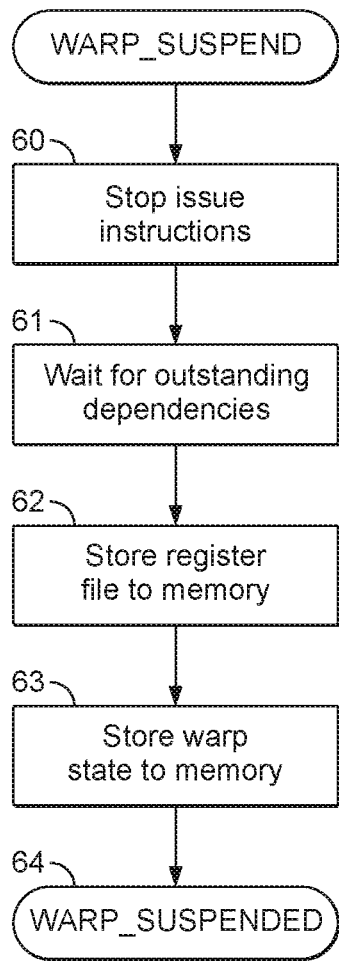 WARP_SUSPEND
60
Stop issue
instructions
61
Wait for outstanding
dependencies
62
Store register
file to memory
63
Store warp
state to memory
64
WARP_SUSPENDED